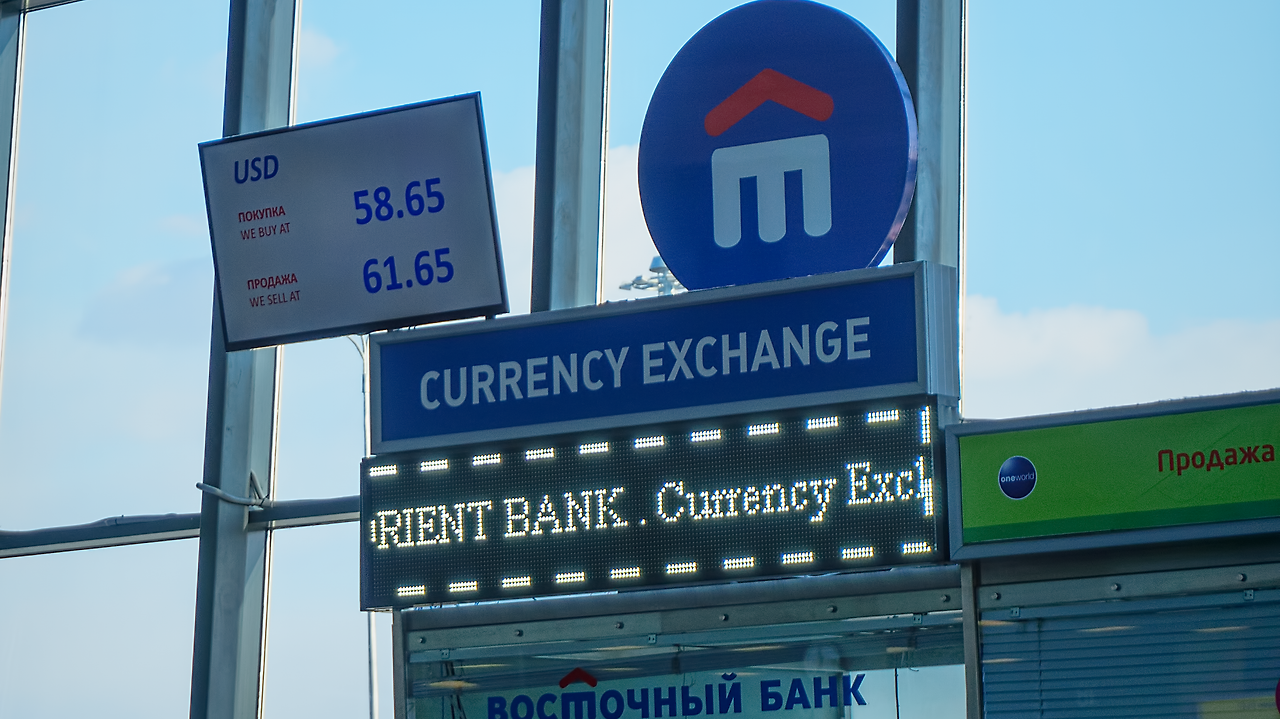 USD
ПОКУПКА
WE BUY AT
58.65
ПРОДАЖА
WE SELL AT
61.65
CURRENCY EXCHANGE
RIENT BANK . Currency Exc
oneworld
Продажа
ВОСТОЧНЫЙ БАНК